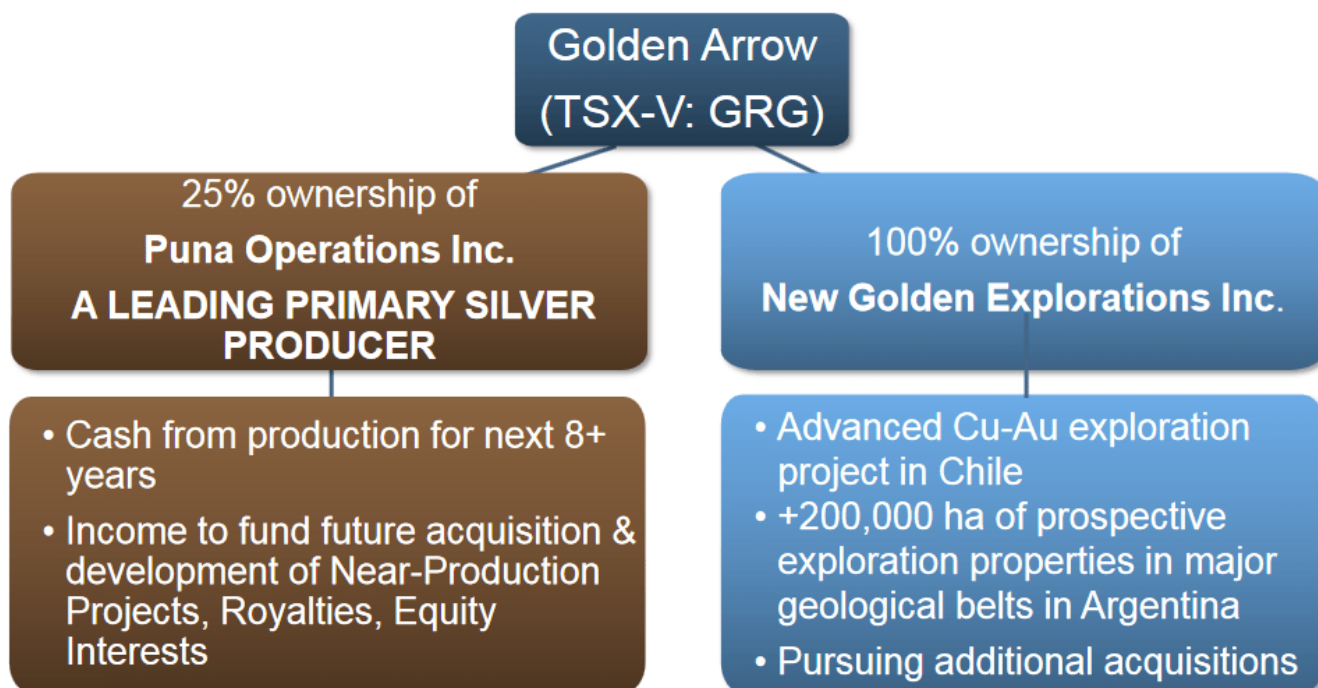 Golden Arrow
(TSX-V: GRG)
25% ownership of
Puna Operations Inc.
A LEADING PRIMARY SILVER
PRODUCER
• Cash from production for next 8+
years
• Income to fund future acquisition &
development of Near-Production
Projects, Royalties, Equity
Interests
100% ownership of
New Golden Explorations Inc.
• Advanced Cu-Au exploration
project in Chile
• +200,000 ha of prospective
exploration properties in major
geological belts in Argentina
• Pursuing additional acquisitions